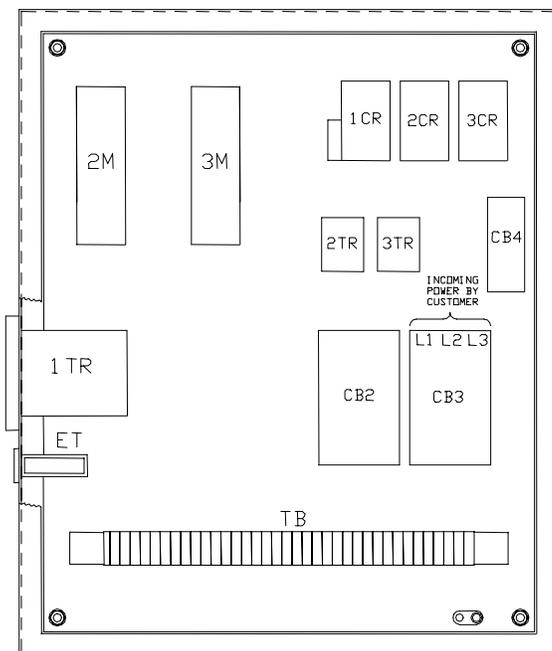 1CR 2CR 3CR
2M 3M
2TR 3TR
CB4
INCOMING
POWER BY
CUSTOMER
L1 L2 L3
1TR
CB2 CB3
ET
TB